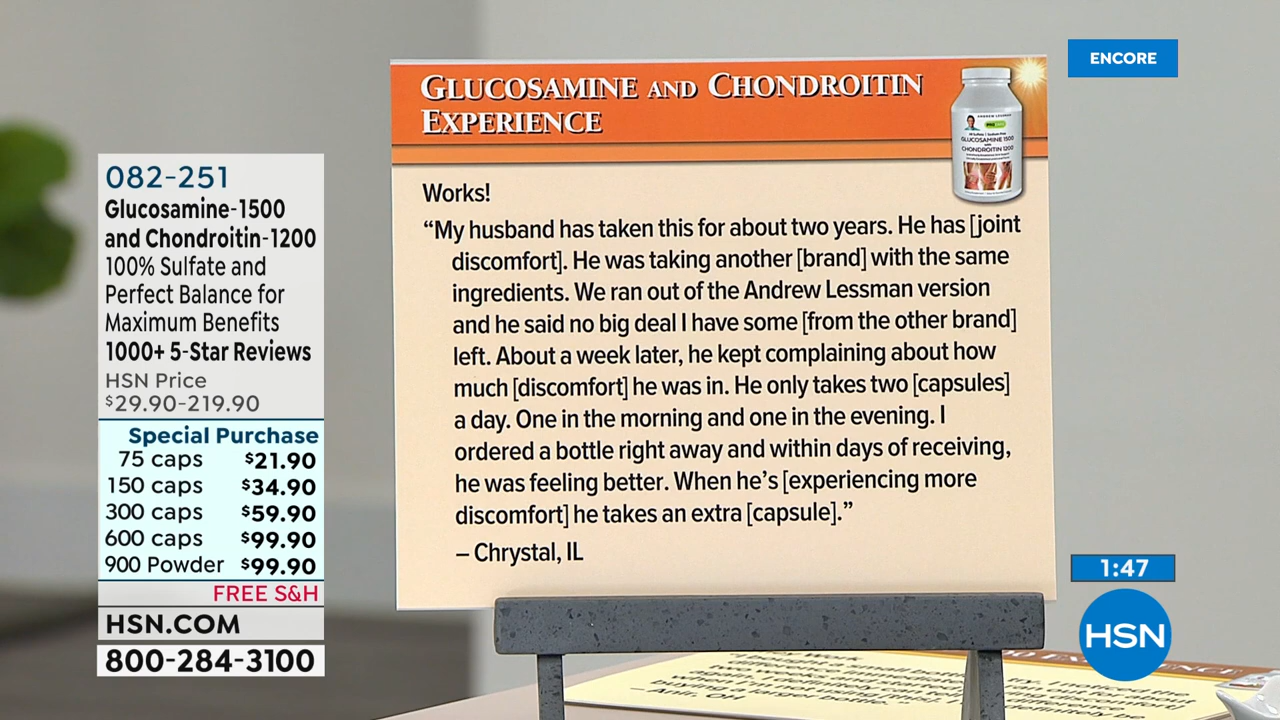 ENCORE
082-251
Glucosamine-1500
and Chondroitin-1200
100% Sulfate and
Perfect Balance for
Maximum Benefits
1000+ 5-Star Reviews
HSN Price
$29.90-219.90
Special Purchase
75 caps $21.90
150 caps $34.90
300 caps $59.90
600 caps $99.90
900 Powder $99.90
FREE S&H
HSN.COM
800-284-3100
GLUCOSAMINE AND CHONDROITIN
EXPERIENCE
ANDREW LESSMAN
GLUCOSAMINE 1500
with
CHONDROITIN 1200
Works!
“My husband has taken this for about two years. He has [joint
discomfort]. He was taking another [brand] with the same
ingredients. We ran out of the Andrew Lessman version
and he said no big deal I have some [from the other brand]
left. About a week later, he kept complaining about how
much [discomfort] he was in. He only takes two [capsules]
a day. One in the morning and one in the evening. I
ordered a bottle right away and within days of receiving,
he was feeling better. When he’s [experiencing more
discomfort] he takes an extra [capsule].”
– Chrystal, IL
1:47
HSN